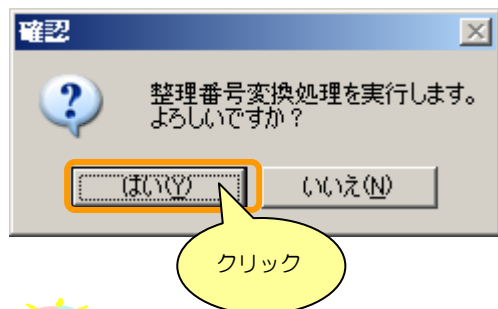 確認
整理番号変換処理を実行します。
よろしいですか？
はい(Y) いいえ(N)
クリック